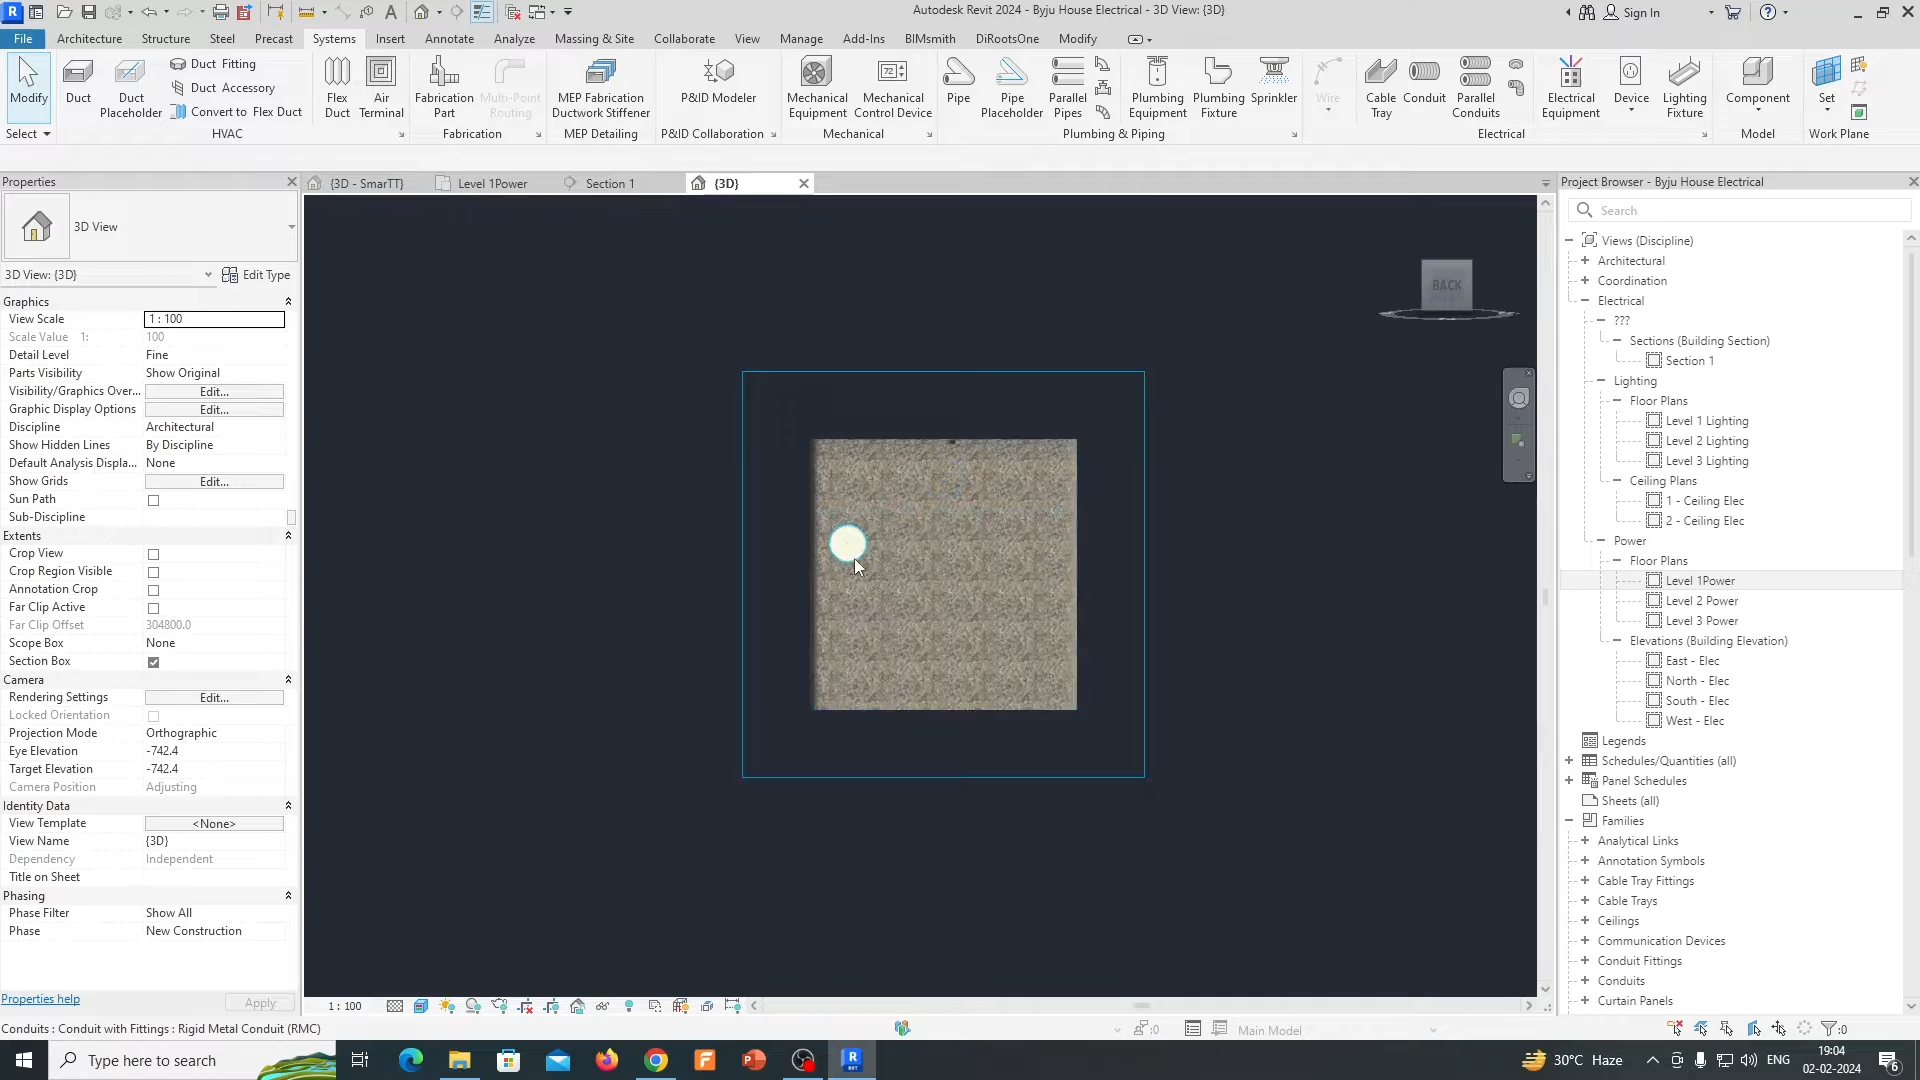 Autodesk Revit 2024 - Byju House Electrical - 3D View: {3D}
Sign In
File Architecture Structure Steel Precast Systems Insert Annotate Analyze Massing & Site Collaborate View Manage Add-Ins BIMsmith DiRootsOne Modify
Modify
Select
Duct
Duct Placeholder
Duct Fitting
Duct Accessory
Convert to Flex Duct
Flex Duct
Air Terminal
HVAC
Fabrication Part
Multi-Point Routing
Fabrication
MEP Fabrication Ductwork Stiffener
MEP Detailing
P&ID Modeler
P&ID Collaboration
Mechanical Equipment
Mechanical Control Device
Mechanical
Pipe
Pipe Placeholder
Parallel Pipes
Plumbing Equipment
Plumbing Fixture
Sprinkler
Plumbing & Piping
Wire
Cable Tray
Conduit
Parallel Conduits
Electrical Equipment
Device
Lighting Fixture
Electrical
Component
Model
Set
Work Plane
Properties
3D View
3D View: {3D}
Edit Type
Graphics
View Scale 1 : 100
Scale Value 1: 100
Detail Level Fine
Parts Visibility Show Original
Visibility/Graphics Over... Edit...
Graphic Display Options Edit...
Discipline Architectural
Show Hidden Lines By Discipline
Default Analysis Displa... None
Show Grids Edit...
Sun Path
Sub-Discipline
Extents
Crop View
Crop Region Visible
Annotation Crop
Far Clip Active
Far Clip Offset 304800.0
Scope Box None
Section Box
Camera
Rendering Settings Edit...
Locked Orientation
Projection Mode Orthographic
Eye Elevation -742.4
Target Elevation -742.4
Camera Position Adjusting
Identity Data
View Template <None>
View Name {3D}
Dependency Independent
Title on Sheet
Phasing
Phase Filter Show All
Phase New Construction
Properties help
Apply
{3D - SmarTT}
Level 1Power
Section 1
{3D}
BACK
1 : 100
Project Browser - Byju House Electrical
Search
Views (Discipline)
Architectural
Coordination
Electrical
???
Sections (Building Section)
Section 1
Lighting
Floor Plans
Level 1 Lighting
Level 2 Lighting
Level 3 Lighting
Ceiling Plans
1 - Ceiling Elec
2 - Ceiling Elec
Power
Floor Plans
Level 1Power
Level 2 Power
Level 3 Power
Elevations (Building Elevation)
East - Elec
North - Elec
South - Elec
West - Elec
Legends
Schedules/Quantities (all)
Panel Schedules
Sheets (all)
Families
Analytical Links
Annotation Symbols
Cable Tray Fittings
Cable Trays
Ceilings
Communication Devices
Conduit Fittings
Conduits
Curtain Panels
Conduits : Conduit with Fittings : Rigid Metal Conduit (RMC)
:0
Main Model
:0
Type here to search
30°C Haze
ENG
19:04
02-02-2024
6